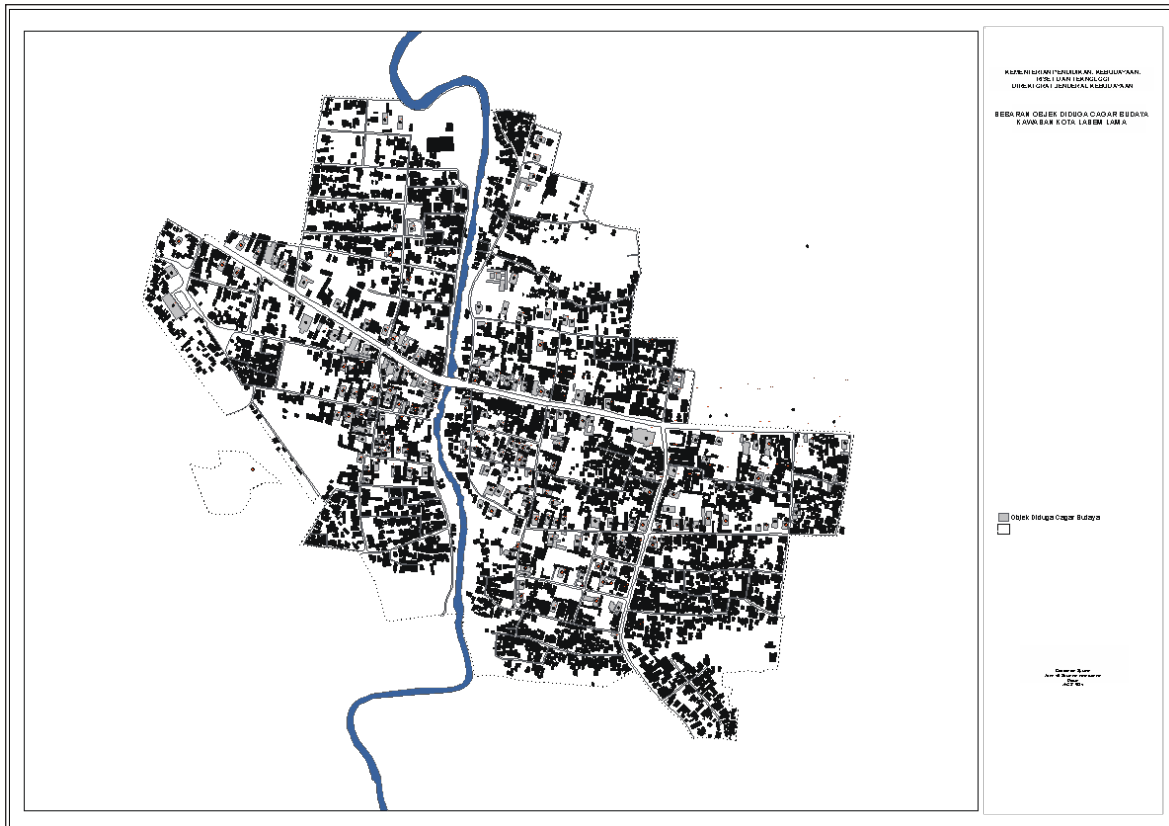 KEMENTERIAN PENDIDIKAN, KEBUDAYAAN,
RISET DAN TEKNOLOGI
DIREKTORAT JENDERAL KEBUDAYAAN
SEBARAN OBJEK DIDUGA CAGAR BUDAYA
KAWASAN KOTA LASEM LAMA
Objek Diduga Cagar Budaya